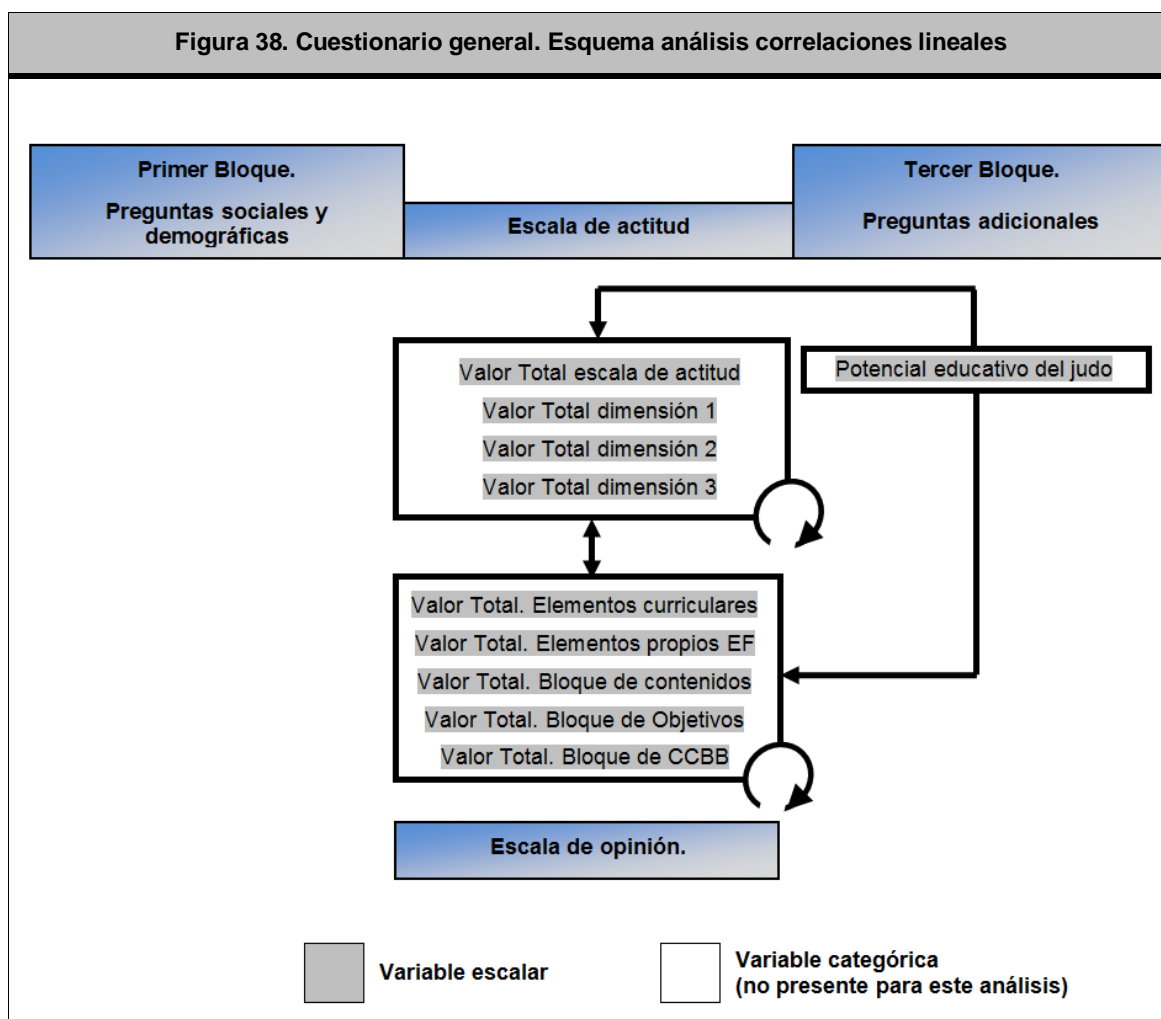 Figura 38. Cuestionario general. Esquema análisis correlaciones lineales
Primer Bloque.
Preguntas sociales y
demográficas
Escala de actitud
Tercer Bloque.
Preguntas adicionales
Valor Total escala de actitud
Valor Total dimensión 1
Valor Total dimensión 2
Valor Total dimensión 3
Potencial educativo del judo
Valor Total. Elementos curriculares
Valor Total. Elementos propios EF
Valor Total. Bloque de contenidos
Valor Total. Bloque de Objetivos
Valor Total. Bloque de CCBB
Escala de opinión.
Variable escalar
Variable categórica
(no presente para este análisis)